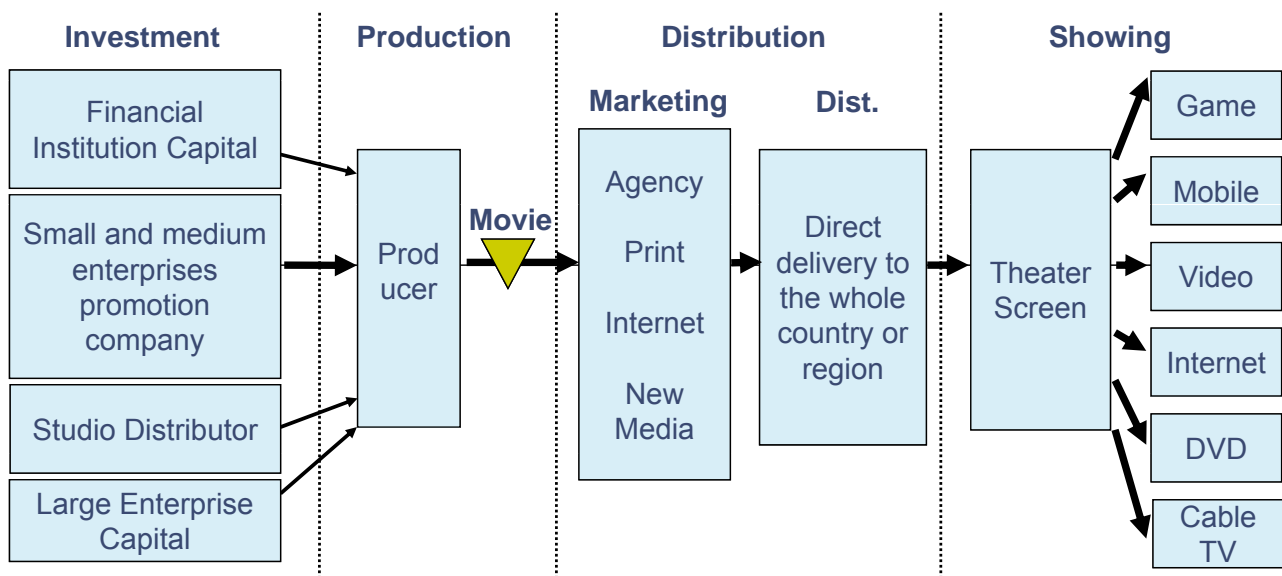 Investment
Production
Distribution
Showing
Financial
Institution Capital
Small and medium
enterprises
promotion
company
Studio Distributor
Large Enterprise
Capital
Prod
ucer
Movie
Marketing
Agency
Print
Internet
New
Media
Dist.
Direct
delivery to
the whole
country or
region
Theater
Screen
Game
Mobile
Video
Internet
DVD
Cable
TV